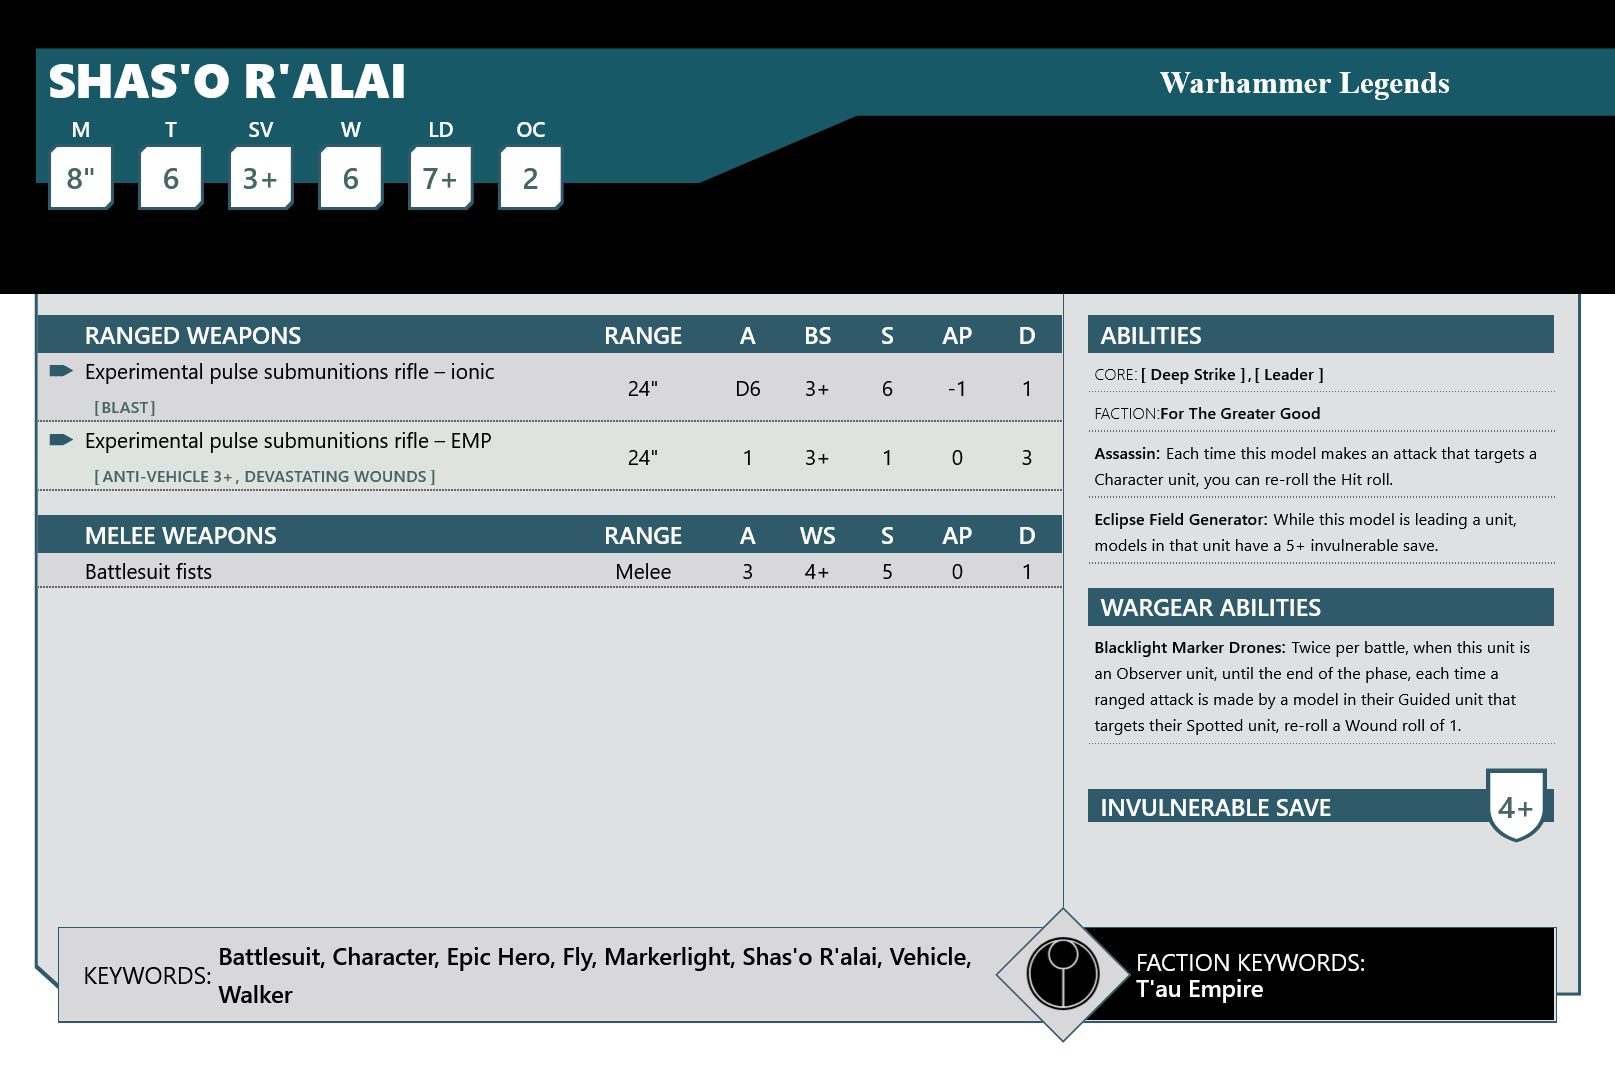 SHAS'O R'ALAI
Warhammer Legends
M T SV W LD OC
8" 6 3+ 6 7+ 2
RANGED WEAPONS RANGE A BS S AP D
Experimental pulse submunitions rifle – ionic
[BLAST]
24" D6 3+ 6 -1 1
Experimental pulse submunitions rifle – EMP
[ANTI-VEHICLE 3+, DEVASTATING WOUNDS]
24" 1 3+ 1 0 3
MELEE WEAPONS RANGE A WS S AP D
Battlesuit fists Melee 3 4+ 5 0 1
ABILITIES
CORE: [ Deep Strike ],[ Leader ]
FACTION:For The Greater Good
Assassin: Each time this model makes an attack that targets a
Character unit, you can re-roll the Hit roll.
Eclipse Field Generator: While this model is leading a unit,
models in that unit have a 5+ invulnerable save.
WARGEAR ABILITIES
Blacklight Marker Drones: Twice per battle, when this unit is
an Observer unit, until the end of the phase, each time a
ranged attack is made by a model in their Guided unit that
targets their Spotted unit, re-roll a Wound roll of 1.
INVULNERABLE SAVE 4+
KEYWORDS: Battlesuit, Character, Epic Hero, Fly, Markerlight, Shas'o R'alai, Vehicle,
Walker
FACTION KEYWORDS:
T'au Empire